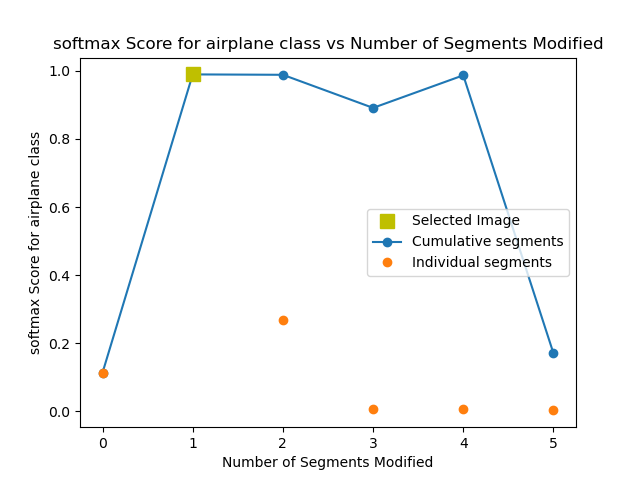 softmax Score for airplane class vs Number of Segments Modified
1.0
0.8
0.6
0.4
0.2
0.0
softmax Score for airplane class
Selected Image
Cumulative segments
Individual segments
0 1 2 3 4 5
Number of Segments Modified